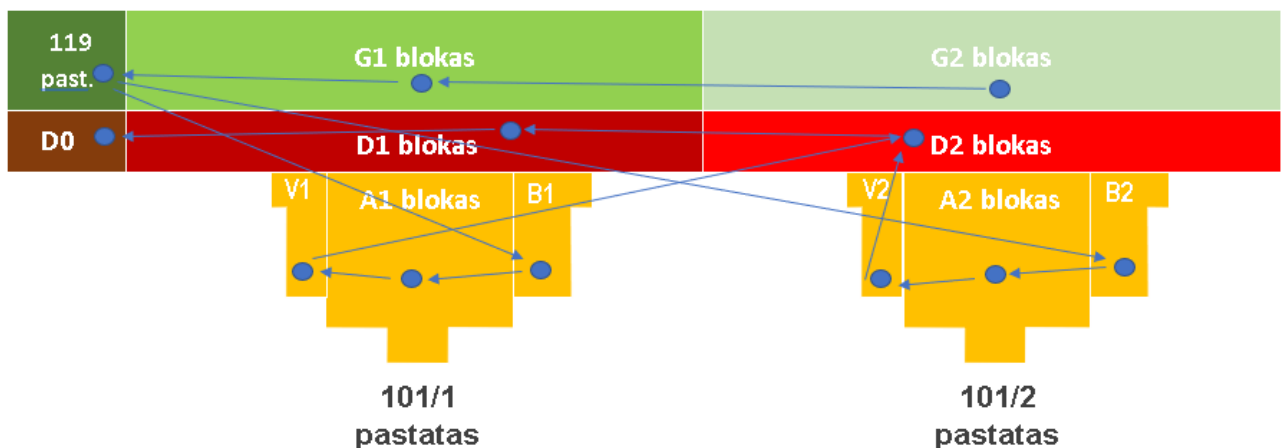 119
past.
G1 blokas
G2 blokas
D0
D1 blokas
D2 blokas
V1
A1 blokas
B1
V2
A2 blokas
B2
101/1
pastatas
101/2
pastatas